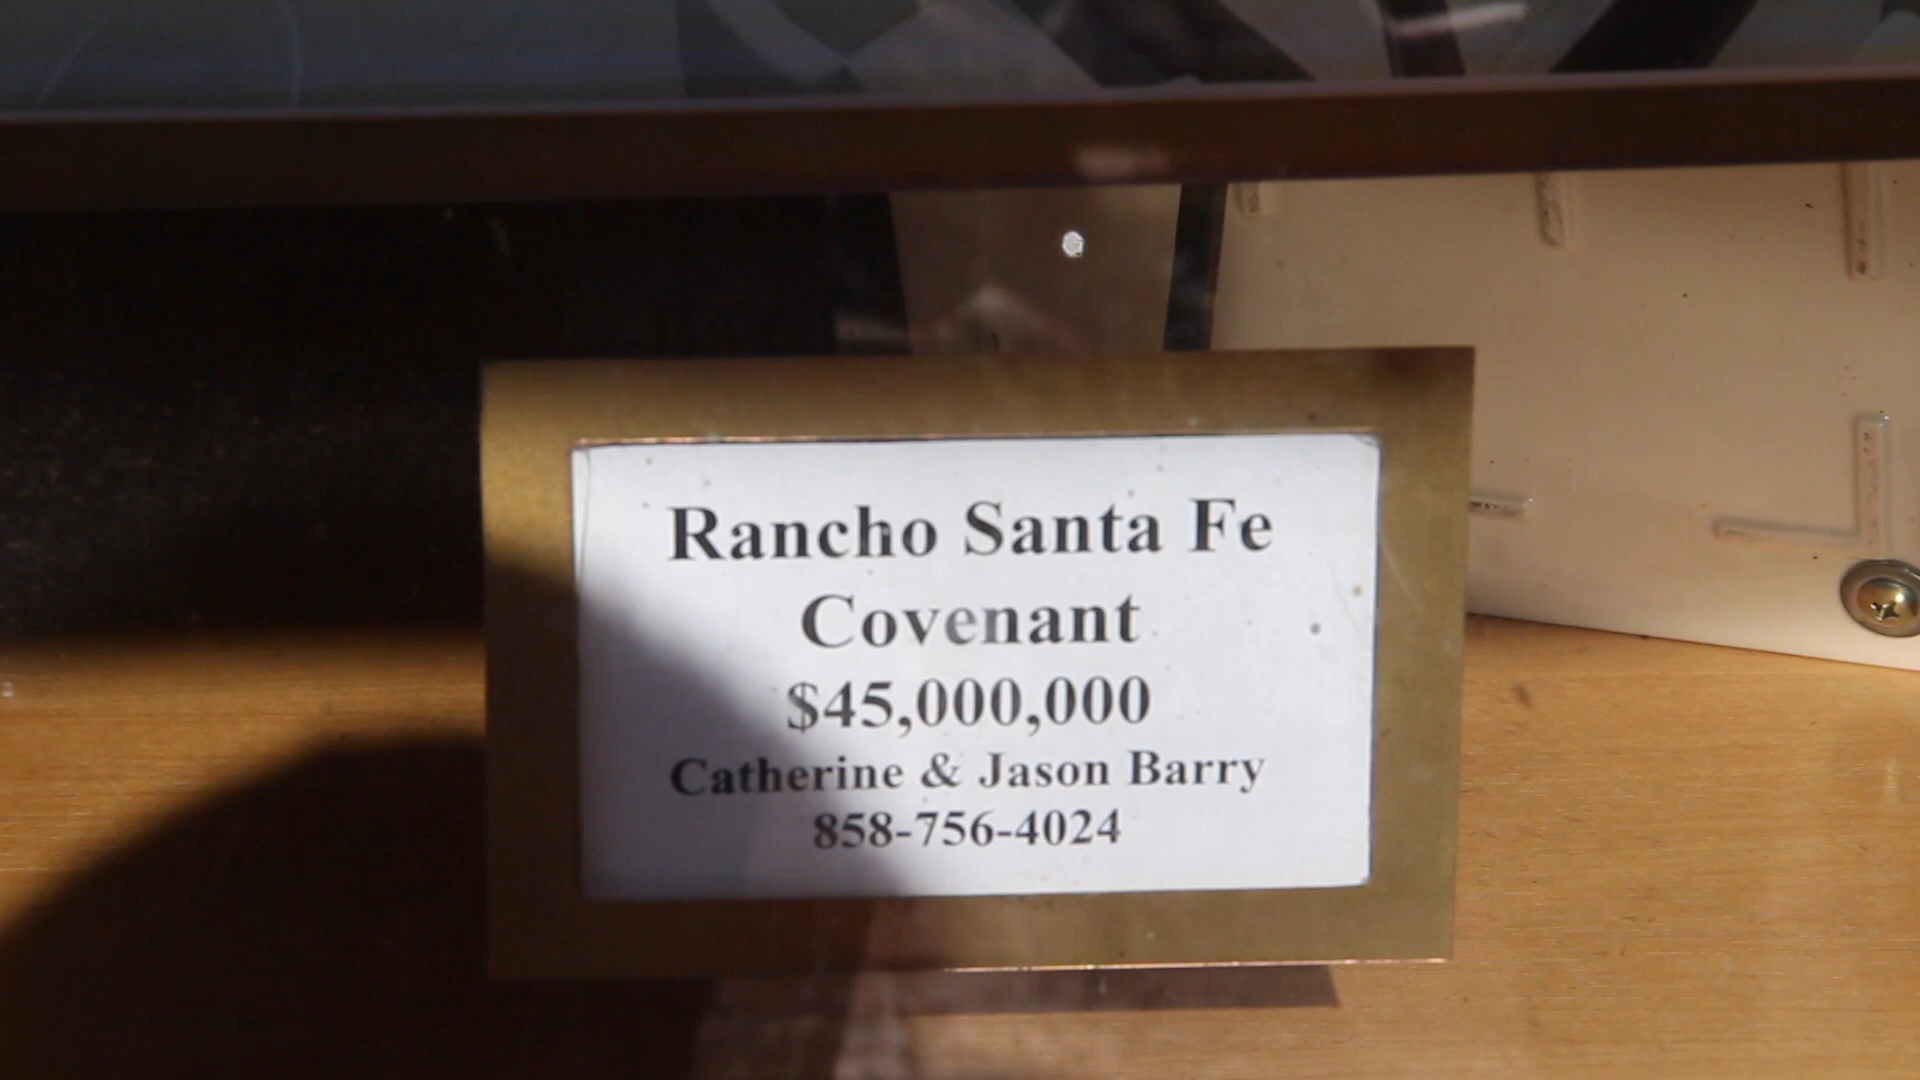 Rancho Santa Fe
Covenant
$45,000,000
Catherine & Jason Barry
858-756-4024